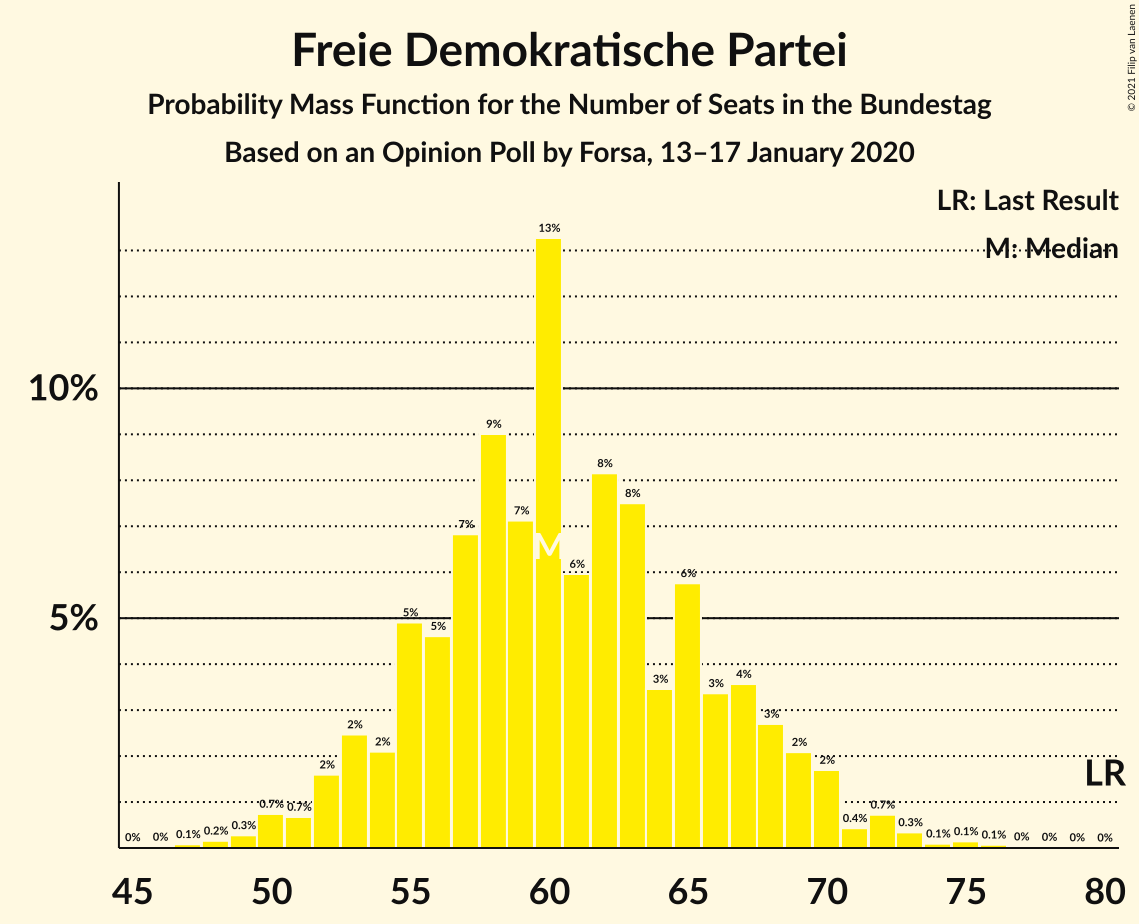 Freie Demokratische Partei
Probability Mass Function for the Number of Seats in the Bundestag
Based on an Opinion Poll by Forsa, 13–17 January 2020
© 2021 Filip van Laenen
LR: Last Result
M: Median
10%
5%
0% 0% 0.1% 0.2% 0.3% 0.7% 0.7% 2% 2% 2% 5% 5% 7% 9% 7% 13% 6% 8% 8% 3% 6% 3% 4% 3% 2% 2% 0.4% 0.7% 0.3% 0.1% 0.1% 0.1% 0% 0% 0% 0%
M
LR
45 50 55 60 65 70 75 80